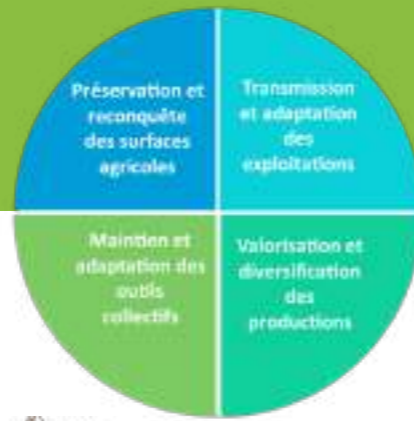 Préservation et
reconquête
des surfaces
agricoles
Transmission
et adaptation
des
exploitations
Maintien et
adaptation des
outils
collectifs
Valorisation et
diversification
des
productions